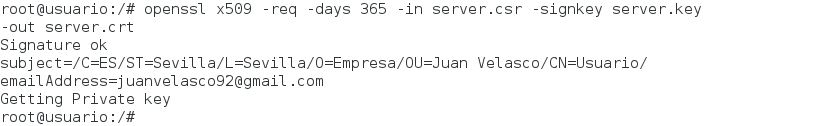 root@usuario:/# openssl x509 -req -days 365 -in server.csr -signkey server.key
-out server.crt
Signature ok
subject=/C=ES/ST=Sevilla/L=Sevilla/O=Empresa/OU=Juan Velasco/CN=Usuario/
emailAddress=juanvelasco92@gmail.com
Getting Private key
root@usuario:/#